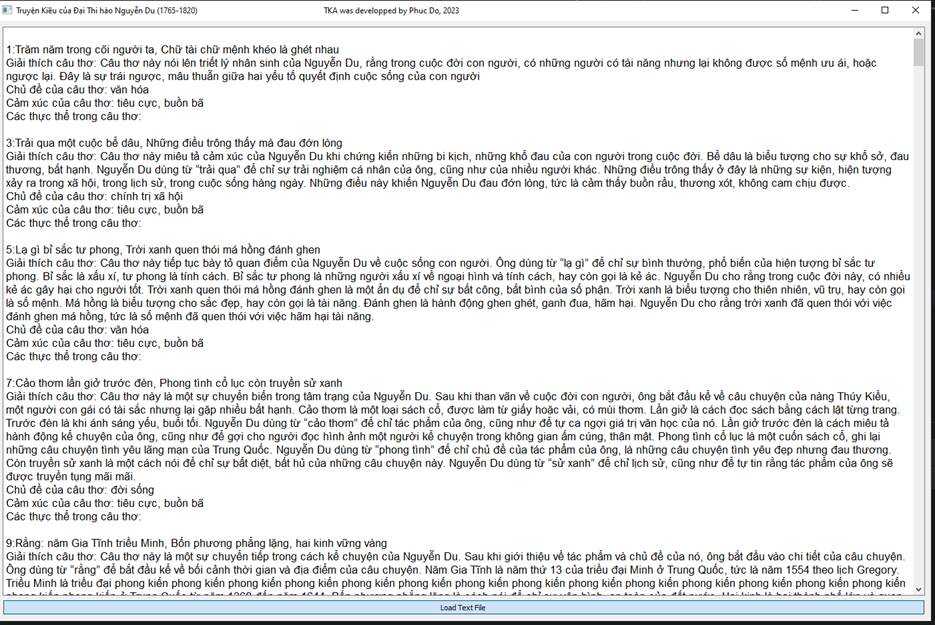 Truyện Kiều của Đại Thi hào Nguyễn Du (1765-1820)
TKA was developped by Phuc Do, 2023
1:Trăm năm trong cõi người ta, Chữ tài chữ mệnh khéo là ghét nhau
Giải thích câu thơ: Câu thơ này nói lên triết lý nhân sinh của Nguyễn Du, rằng trong cuộc đời con người, có những người có tài năng nhưng lại không được số mệnh ưu ái, hoặc
ngược lại. Đây là sự trái ngược, mâu thuẫn giữa hai yếu tố quyết định cuộc sống của con người
Chủ đề của câu thơ: văn hóa
Cảm xúc của câu thơ: tiêu cực, buồn bã
Các thực thể trong câu thơ:
3:Trải qua một cuộc bể dâu, Những điều trông thấy mà đau đớn lòng
Giải thích câu thơ: Câu thơ này miêu tả cảm xúc của Nguyễn Du khi chứng kiến những bi kịch, những khổ đau của con người trong cuộc đời. Bể dâu là biểu tượng cho sự khổ sở, đau
thương, bất hạnh. Nguyễn Du dùng từ "trải qua" để chỉ sự trải nghiệm cá nhân của ông, cũng như của nhiều người khác. Những điều trông thấy ở đây là những sự kiện, hiện tượng
xảy ra trong xã hội, trong lịch sử, trong cuộc sống hàng ngày. Những điều này khiến Nguyễn Du đau đớn lòng, tức là cảm thấy buồn rầu, thương xót, không cam chịu được.
Chủ đề của câu thơ: chính trị xã hội
Cảm xúc của câu thơ: tiêu cực, buồn bã
Các thực thể trong câu thơ:
5:Lạ gì bỉ sắc tư phong, Trời xanh quen thói má hồng đánh ghen
Giải thích câu thơ: Câu thơ này tiếp tục bày tỏ quan điểm của Nguyễn Du về cuộc sống con người. Ông dùng từ "lạ gì" để chỉ sự bình thường, phổ biến của hiện tượng bỉ sắc tư
phong. Bỉ sắc là xấu xí, tư phong là tính cách. Bỉ sắc tư phong là những người xấu xí về ngoại hình và tính cách, hay còn gọi là kẻ ác. Nguyễn Du cho rằng trong cuộc đời này, có nhiều
kẻ ác gây hại cho người tốt. Trời xanh quen thói má hồng đánh ghen là một ẩn dụ để chỉ sự bất công, bất bình của số phận. Trời xanh là biểu tượng cho thiên nhiên, vũ trụ, hay còn gọi
là số mệnh. Má hồng là biểu tượng cho sắc đẹp, hay còn gọi là tài năng. Đánh ghen là hành động ghen ghét, ganh đua, hãm hại. Nguyễn Du cho rằng trời xanh đã quen thói với việc
đánh ghen má hồng, tức là số mệnh đã quen thói với việc hãm hại tài năng.
Chủ đề của câu thơ: văn hóa
Cảm xúc của câu thơ: tiêu cực, buồn bã
Các thực thể trong câu thơ:
7:Cảo thơm lần giở trước đèn, Phong tình cổ lục còn truyền sử xanh
Giải thích câu thơ: Câu thơ này là một sự chuyển biến trong tâm trạng của Nguyễn Du. Sau khi than vãn về cuộc đời con người, ông bắt đầu kể về câu chuyện của nàng Thúy Kiều,
một người con gái có tài sắc nhưng lại gặp nhiều bất hạnh. Cảo thơm là một loại sách cổ, được làm từ giấy hoặc vải, có mùi thơm. Lần giở là cách đọc sách bằng cách lật từng trang.
Trước đèn là khi ánh sáng yếu, buổi tối. Nguyễn Du dùng từ "cảo thơm" để chỉ tác phẩm của ông, cũng như để tự ca ngợi giá trị văn học của nó. Lần giở trước đèn là cách miêu tả
hành động kể chuyện của ông, cũng như để gợi cho người đọc hình ảnh một người kể chuyện trong không gian ấm cúng, thân mật. Phong tình cổ lục là một cuốn sách cổ, ghi lại
những câu chuyện tình yêu lãng mạn của Trung Quốc. Nguyễn Du dùng từ "phong tình" để chỉ chủ đề của tác phẩm của ông, là những câu chuyện tình yêu đẹp nhưng đau thương.
Còn truyền sử xanh là một cách nói để chỉ sự bất diệt, bất hủ của những câu chuyện này. Nguyễn Du dùng từ "sử xanh" để chỉ lịch sử, cũng như để tự tin rằng tác phẩm của ông sẽ
được truyền tụng mãi mãi.
Chủ đề của câu thơ: đời sống
Cảm xúc của câu thơ: tiêu cực, buồn bã
Các thực thể trong câu thơ:
9:Rằng: năm Gia Tĩnh triều Minh, Bốn phương phẳng lặng, hai kinh vững vàng
Giải thích câu thơ: Câu thơ này là một sự chuyển tiếp trong cách kể chuyện của Nguyễn Du. Sau khi giới thiệu về tác phẩm và chủ đề của nó, ông bắt đầu vào chi tiết của câu chuyện.
Ông dùng từ "rằng" để bắt đầu kể về bối cảnh thời gian và địa điểm của câu chuyện. Năm Gia Tĩnh là năm thứ 13 của triều đại Minh ở Trung Quốc, tức là năm 1554 theo lịch Gregory.
Triều Minh là triều đại phong kiến phong kiến phong kiến phong kiến phong kiến phong kiến phong kiến phong kiến phong kiến phong kiến phong kiến phong kiến phong kiến
Load Text File